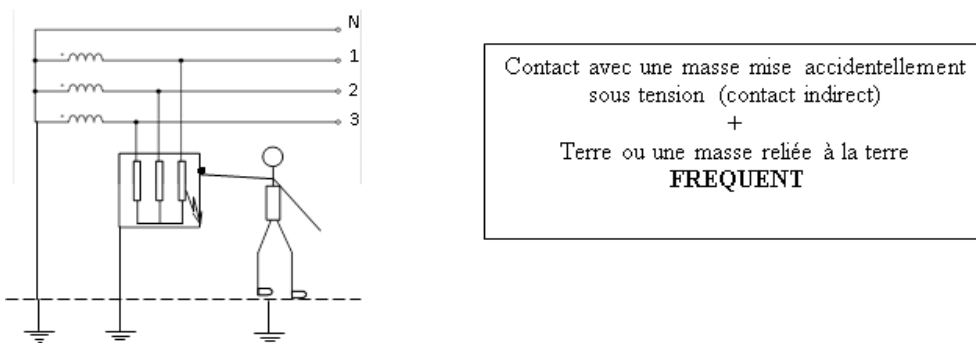 N
1
2
3
Contact avec une masse mise accidentellement
sous tension (contact indirect)
+
Terre ou une masse reliée à la terre
FREQUENT